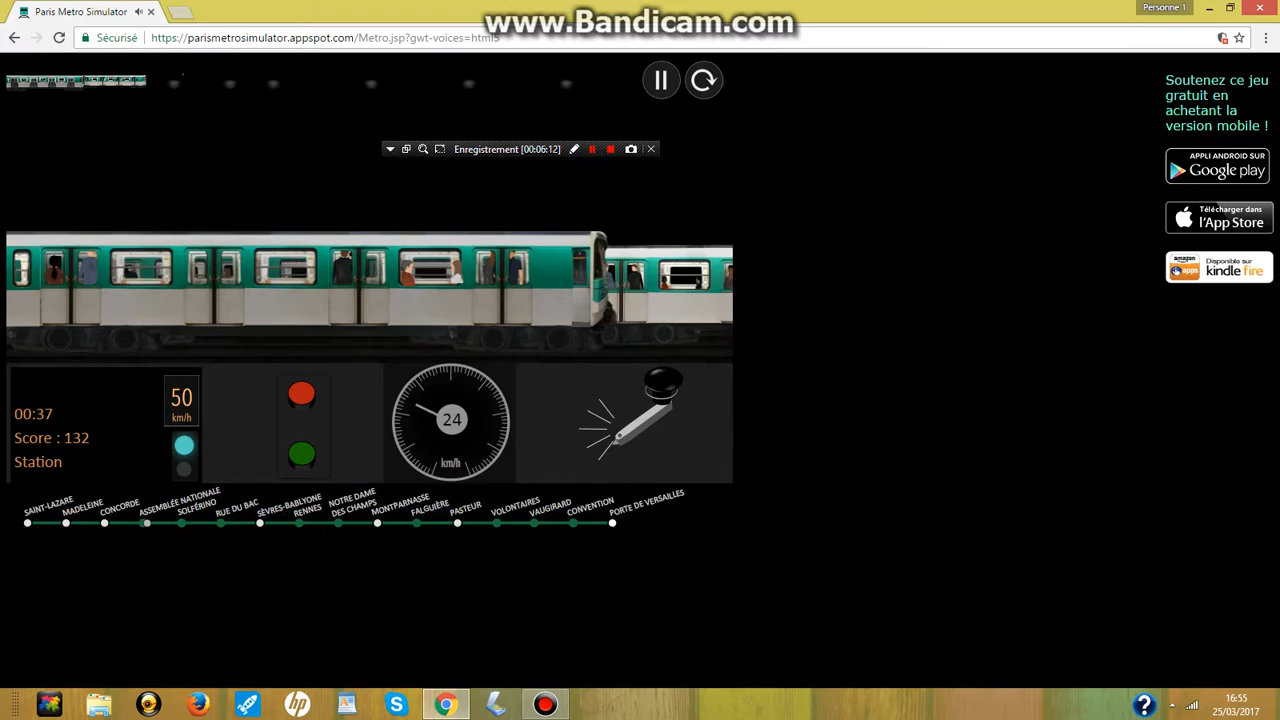 Paris Metro Simulator
www.Bandicam.com
Personne 1
Sécurisé
https://parismetrosimulator.appspot.com/Metro.jsp?gwt-voices=html5
Soutenez ce jeu
gratuit en
achetant la
version mobile !
Enregistrement [00:06:12]
APPLI ANDROID SUR
Google play
Télécharger dans
l'App Store
amazon
apps
Disponible sur
kindle fire
00:37
Score : 132
Station
50
km/h
24
km/h
SAINT-LAZARE
MADELEINE
CONCORDE
ASSEMBLÉE NATIONALE
SOLFÉRINO
RUE DU BAC
SÈVRES-BABLYONE
RENNES
NOTRE DAME
DES CHAMPS
MONTPARNASSE
FALGUIÈRE
PASTEUR
VOLONTAIRES
VAUGIRARD
CONVENTION
PORTE DE VERSAILLES
hp
S
?
16:55
25/03/2017